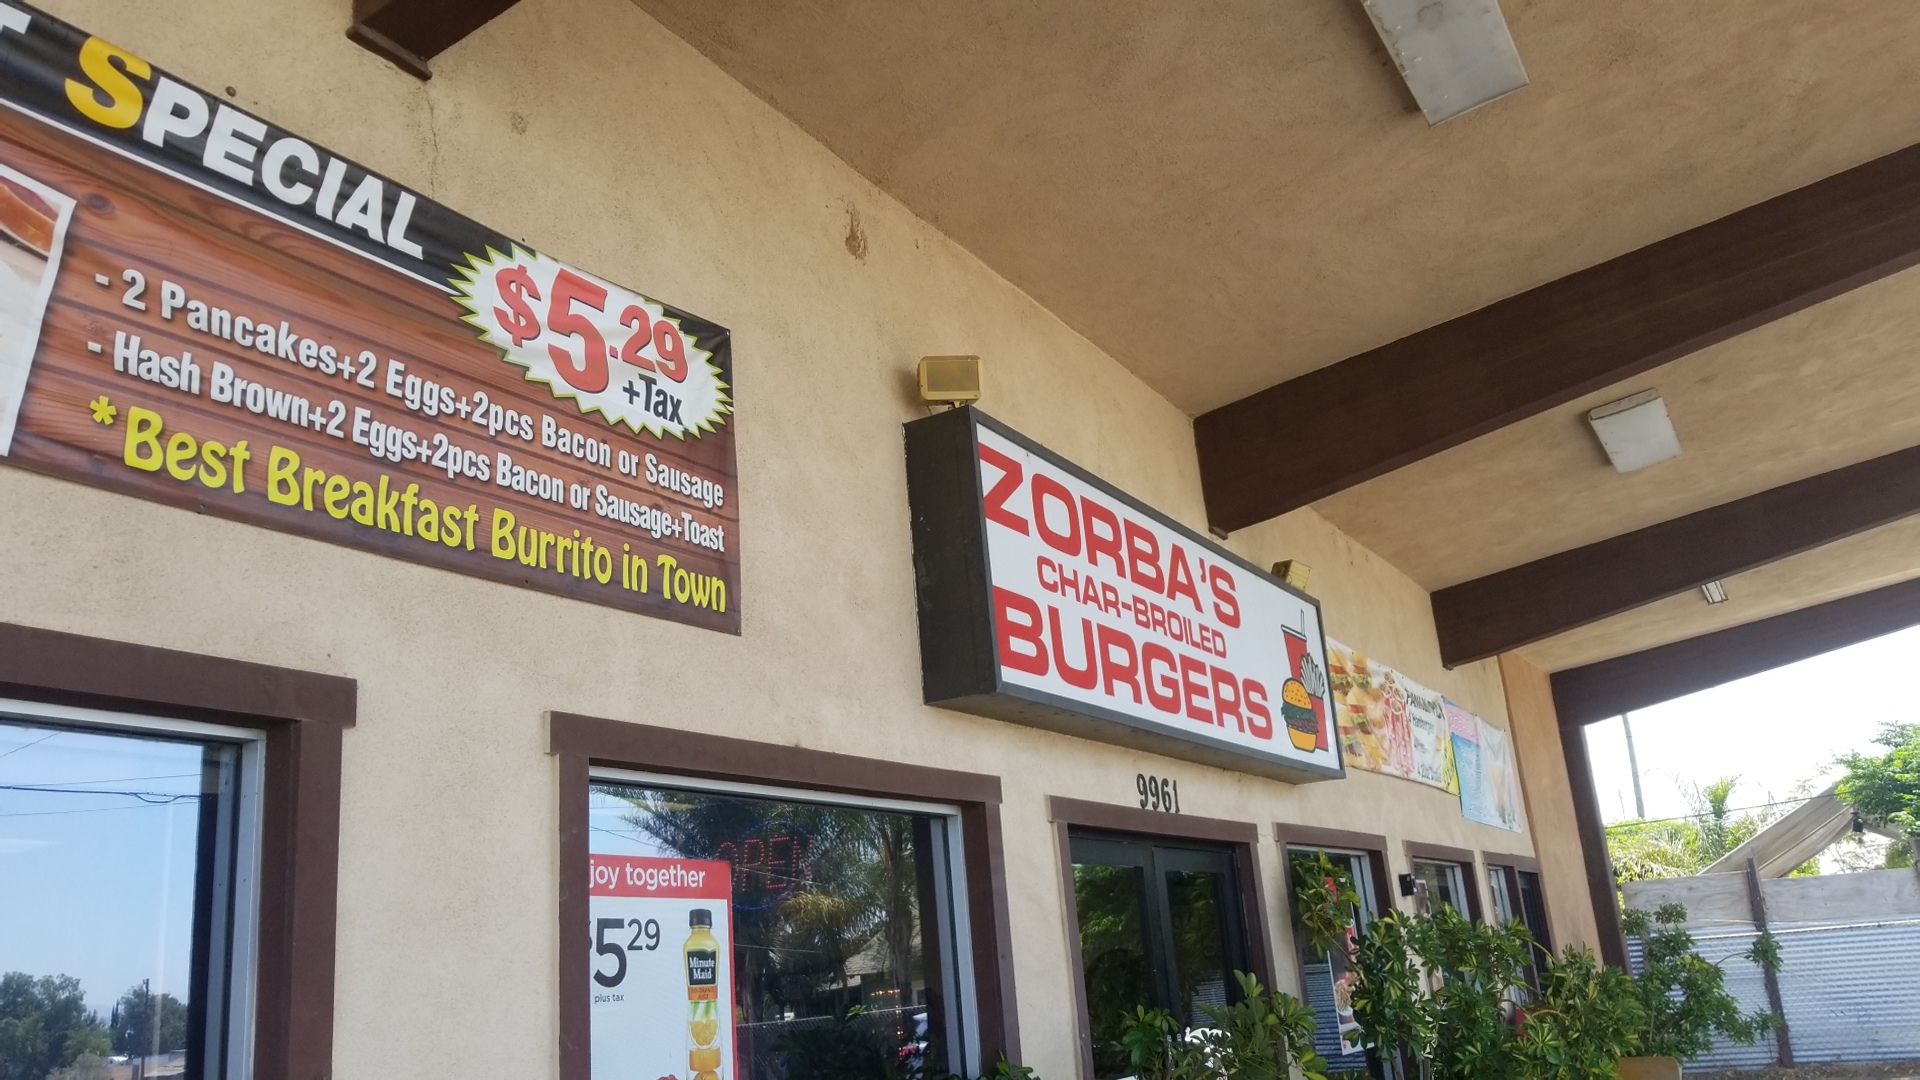 SPECIAL
$5.29
+Tax
- 2 Pancakes+2 Eggs+2pcs Bacon or Sausage
- Hash Brown+2 Eggs+2pcs Bacon or Sausage+Toast
*Best Breakfast Burrito in Town
ZORBA'S
CHAR-BROILED
BURGERS
9961
OPEN
joy together
$5 29
plus tax
Minute
Maid